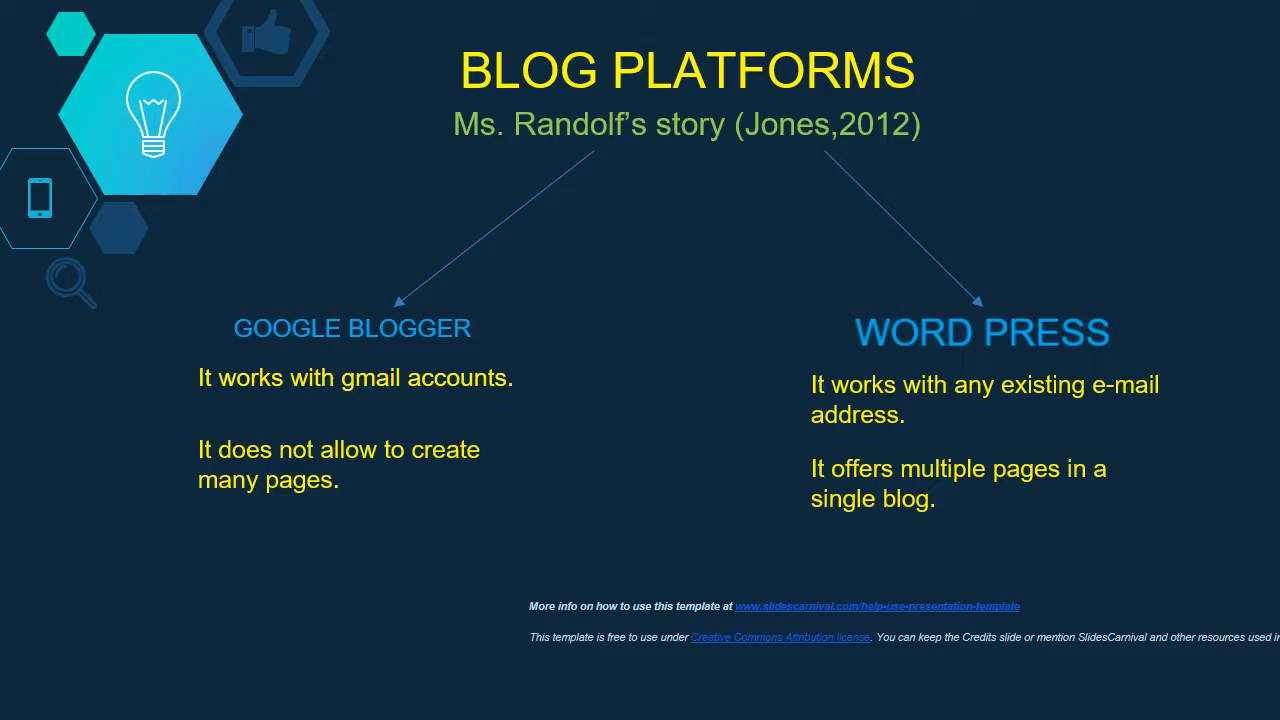 BLOG PLATFORMS
Ms. Randolf’s story (Jones,2012)
GOOGLE BLOGGER
It works with gmail accounts.
It does not allow to create
many pages.
WORD PRESS
It works with any existing e-mail
address.
It offers multiple pages in a
single blog.
More info on how to use this template at www.slidescarnival.com/help-use-presentation-template
This template is free to use under Creative Commons Attribution license. You can keep the Credits slide or mention SlidesCarnival and other resources used in